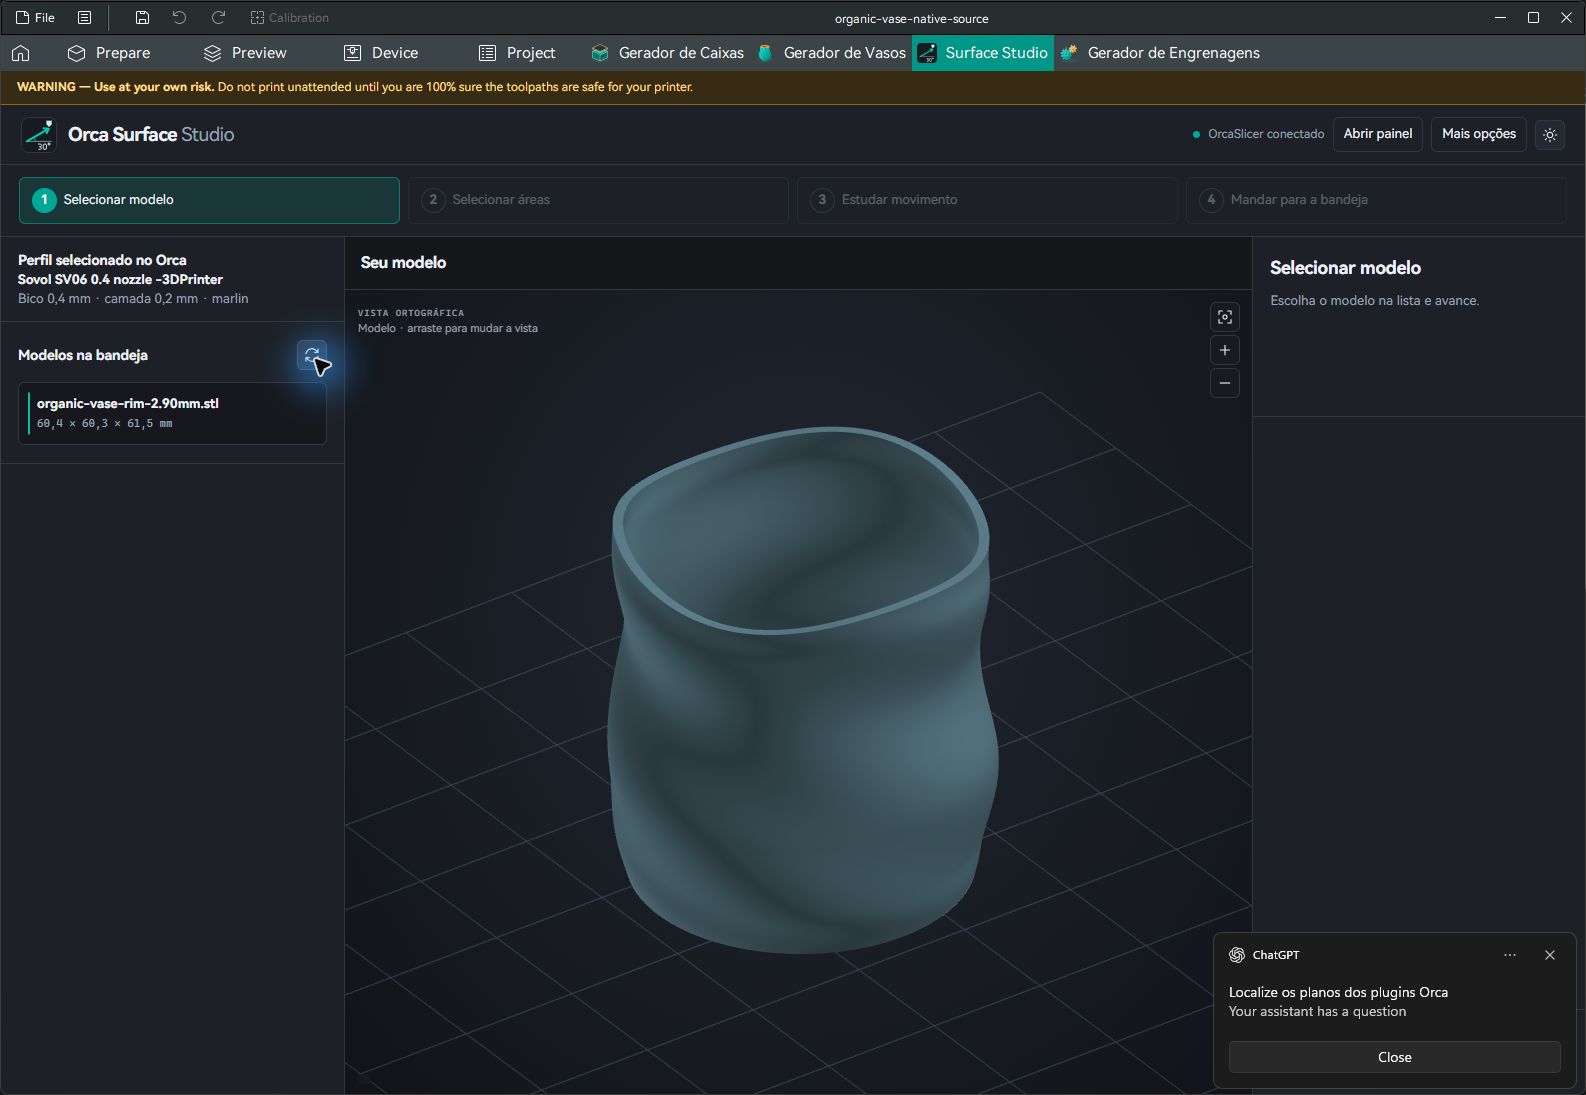 File
Calibration
organic-vase-native-source
Prepare
Preview
Device
Project
Gerador de Caixas
Gerador de Vasos
Surface Studio
Gerador de Engrenagens
WARNING — Use at your own risk. Do not print unattended until you are 100% sure the toolpaths are safe for your printer.
30°
Orca Surface Studio
OrcaSlicer conectado
Abrir painel
Mais opções
1 Selecionar modelo
2 Selecionar áreas
3 Estudar movimento
4 Mandar para a bandeja
Perfil selecionado no Orca
Sovol SV06 0.4 nozzle -3DPrinter
Bico 0,4 mm · camada 0,2 mm · marlin
Modelos na bandeja
organic-vase-rim-2.90mm.stl
60,4 × 60,3 × 61,5 mm
Seu modelo
VISTA ORTOGRÁFICA
Modelo · arraste para mudar a vista
Selecionar modelo
Escolha o modelo na lista e avance.
ChatGPT
Localize os planos dos plugins Orca
Your assistant has a question
Close